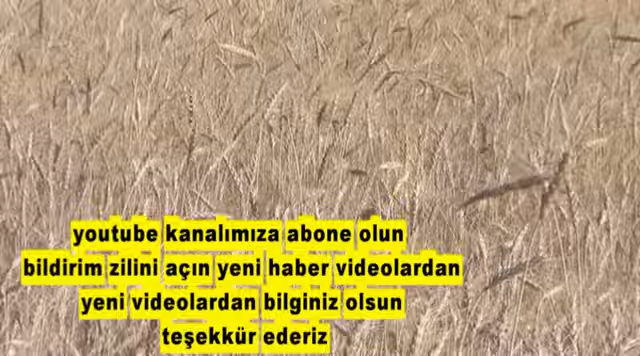 youtube kanalımıza abone olun
bildirim zilini açın yeni haber videolardan
yeni videolardan bilginiz olsun
teşekkür ederiz